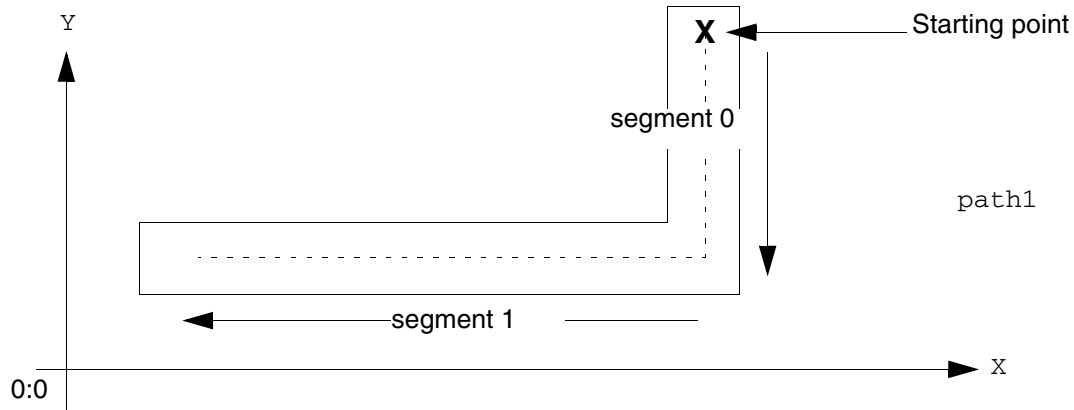 Y
X
Starting point
segment 0
path1
segment 1
X
0:0